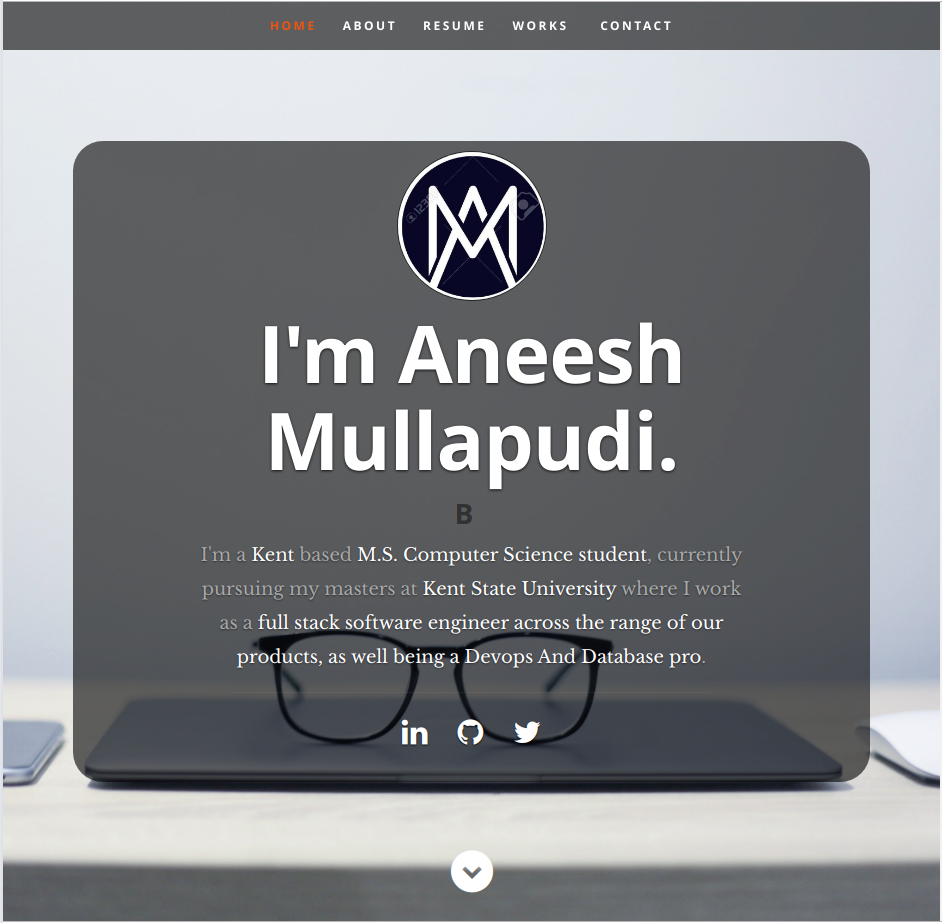 HOME ABOUT RESUME WORKS CONTACT
I'm Aneesh
Mullapudi.
B
I'm a Kent based M.S. Computer Science student, currently
pursuing my masters at Kent State University where I work
as a full stack software engineer across the range of our
products, as well being a Devops And Database pro.
in